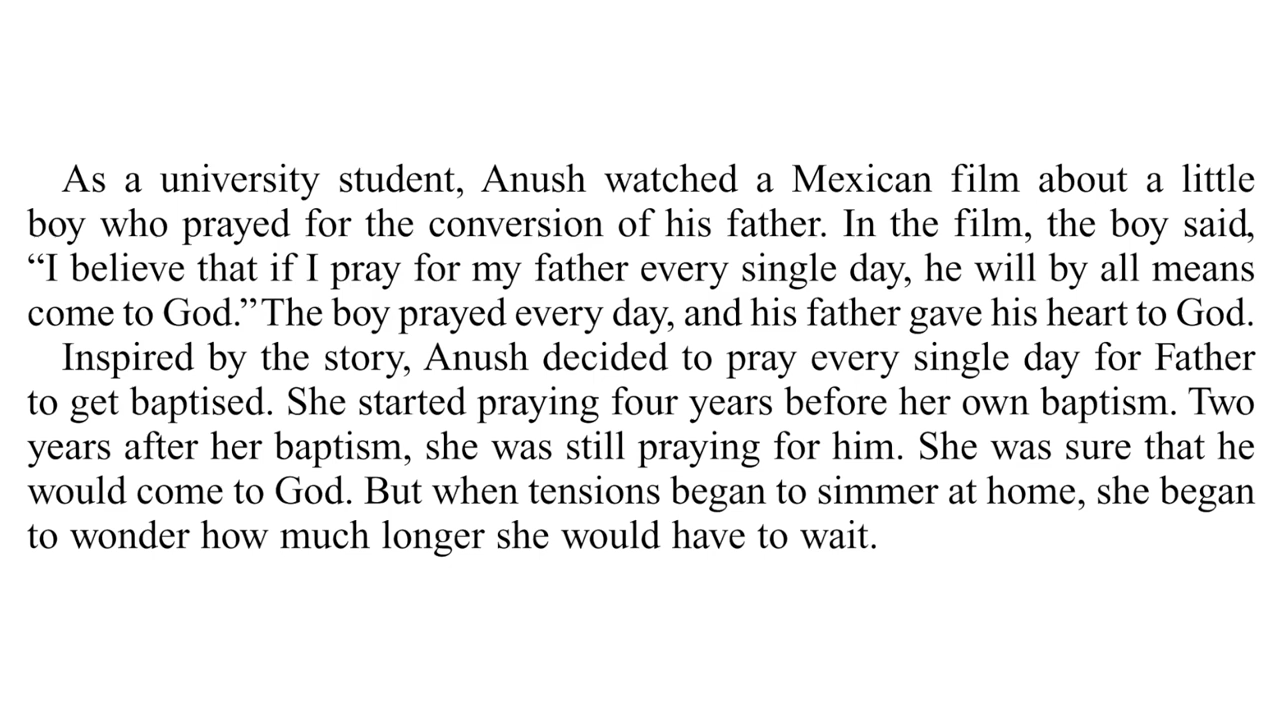 As a university student, Anush watched a Mexican film about a little
boy who prayed for the conversion of his father. In the film, the boy said,
“I believe that if I pray for my father every single day, he will by all means
come to God.” The boy prayed every day, and his father gave his heart to God.
Inspired by the story, Anush decided to pray every single day for Father
to get baptised. She started praying four years before her own baptism. Two
years after her baptism, she was still praying for him. She was sure that he
would come to God. But when tensions began to simmer at home, she began
to wonder how much longer she would have to wait.